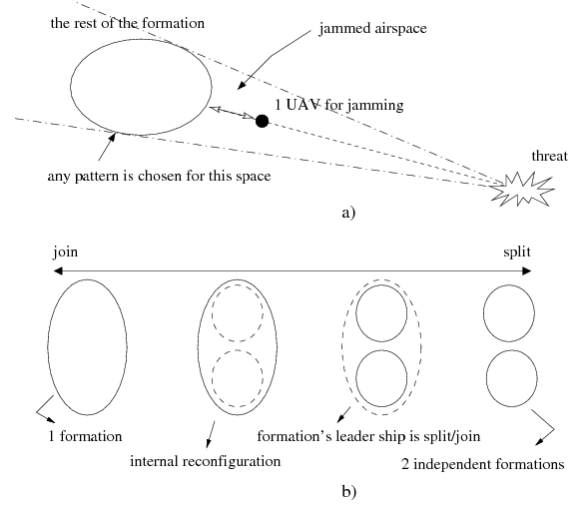 the rest of the formation
jammed airspace
1 UAV for jamming
threat
any pattern is chosen for this space
a)
join
split
1 formation
formation's leader ship is split/join
internal reconfiguration
2 independent formations
b)